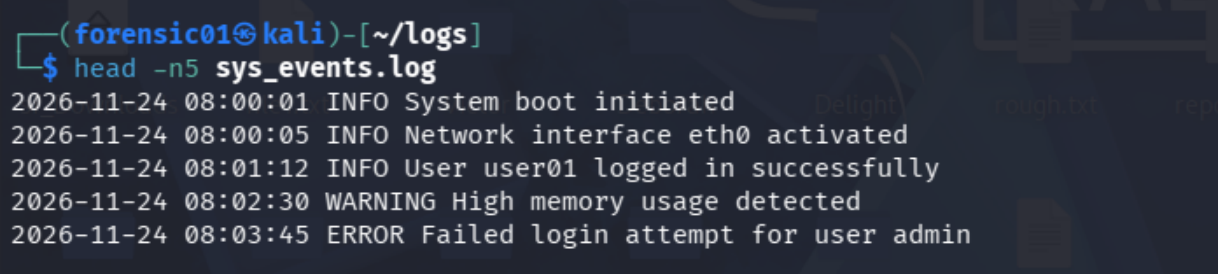 ┌──(forensic01㉿kali)-[~/logs]
└─$ head -n5 sys_events.log
2026-11-24 08:00:01 INFO System boot initiated
2026-11-24 08:00:05 INFO Network interface eth0 activated
2026-11-24 08:01:12 INFO User user01 logged in successfully
2026-11-24 08:02:30 WARNING High memory usage detected
2026-11-24 08:03:45 ERROR Failed login attempt for user admin
Delight
rough.txt